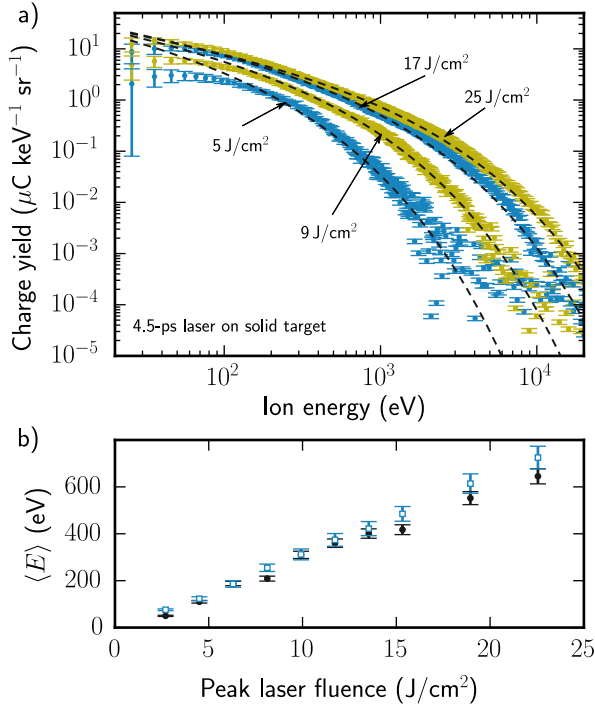 a)
10¹
10⁰
10⁻¹
10⁻²
10⁻³
10⁻⁴
10⁻⁵
Charge yield (μC keV⁻¹ sr⁻¹)
17 J/cm²
25 J/cm²
5 J/cm²
9 J/cm²
4.5-ps laser on solid target
10² 10³ 10⁴
Ion energy (eV)
b)
600
400
200
0
⟨E⟩ (eV)
0 5 10 15 20 25
Peak laser fluence (J/cm²)